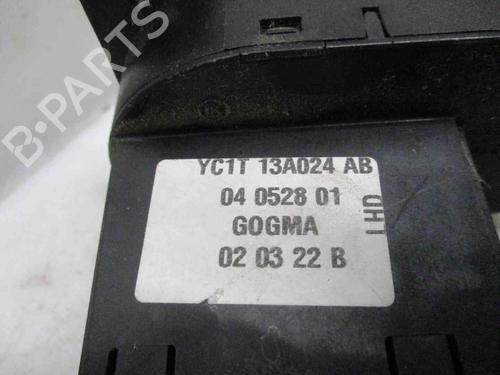 B-PARTS
YC1T 13A024 AB
04 0528 01
GOGMA
02 03 22 B
LHD